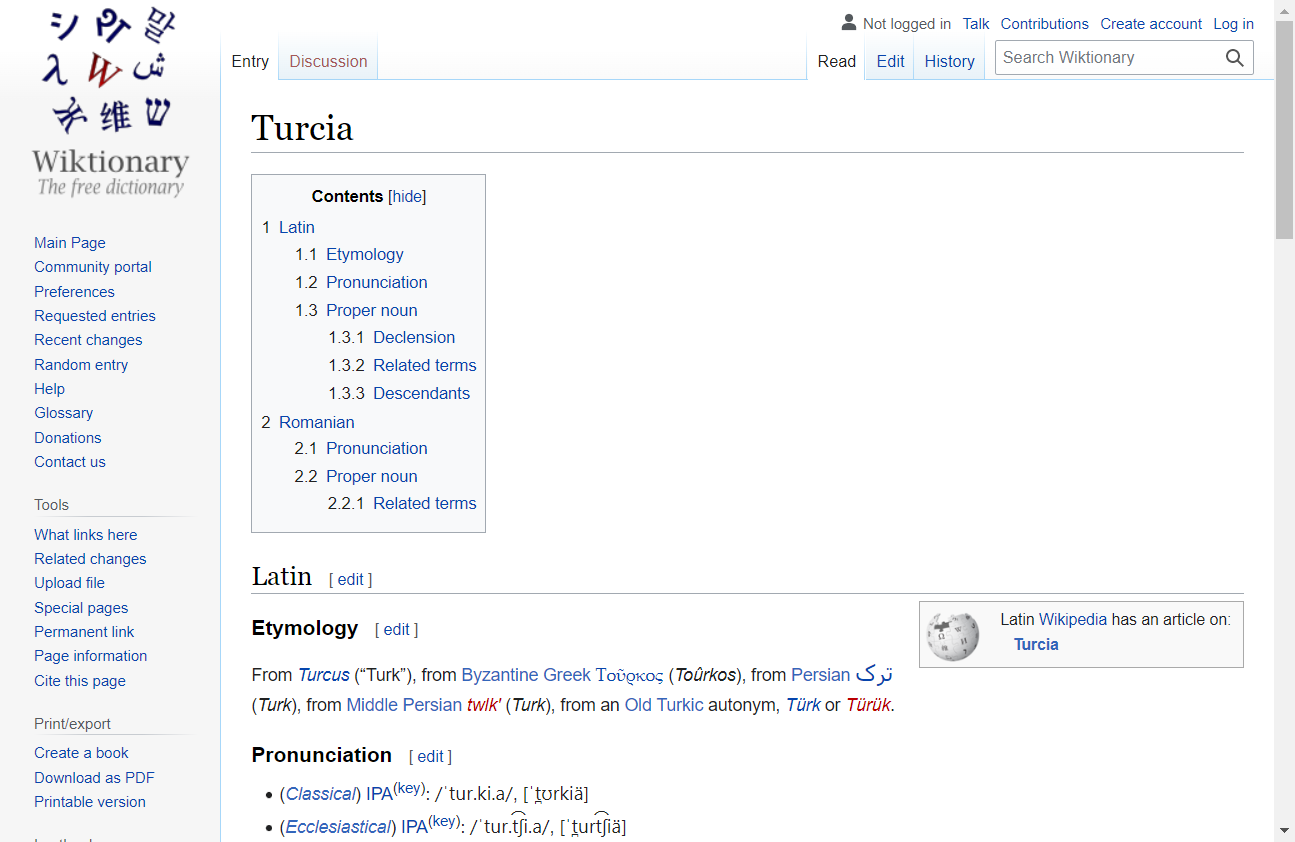 Not logged in Talk Contributions Create account Log in
Entry Discussion Read Edit History Search Wiktionary
Wiktionary
The free dictionary
Main Page
Community portal
Preferences
Requested entries
Recent changes
Random entry
Help
Glossary
Donations
Contact us
Tools
What links here
Related changes
Upload file
Special pages
Permanent link
Page information
Cite this page
Print/export
Create a book
Download as PDF
Printable version
Turcia
Contents [hide]
1 Latin
1.1 Etymology
1.2 Pronunciation
1.3 Proper noun
1.3.1 Declension
1.3.2 Related terms
1.3.3 Descendants
2 Romanian
2.1 Pronunciation
2.2 Proper noun
2.2.1 Related terms
Latin [ edit ]
Latin Wikipedia has an article on:
Turcia
Etymology [ edit ]
From Turcus (“Turk”), from Byzantine Greek Τοῦρκος (Toûrkos), from Persian ترک
(Turk), from Middle Persian twlk' (Turk), from an Old Turkic autonym, Türk or Türük.
Pronunciation [ edit ]
• (Classical) IPA(key): /ˈtur.ki.a/, [ˈt̪ʊrkiä]
• (Ecclesiastical) IPA(key): /ˈtur.t͡ʃi.a/, [ˈt̪urt͡ʃiä]